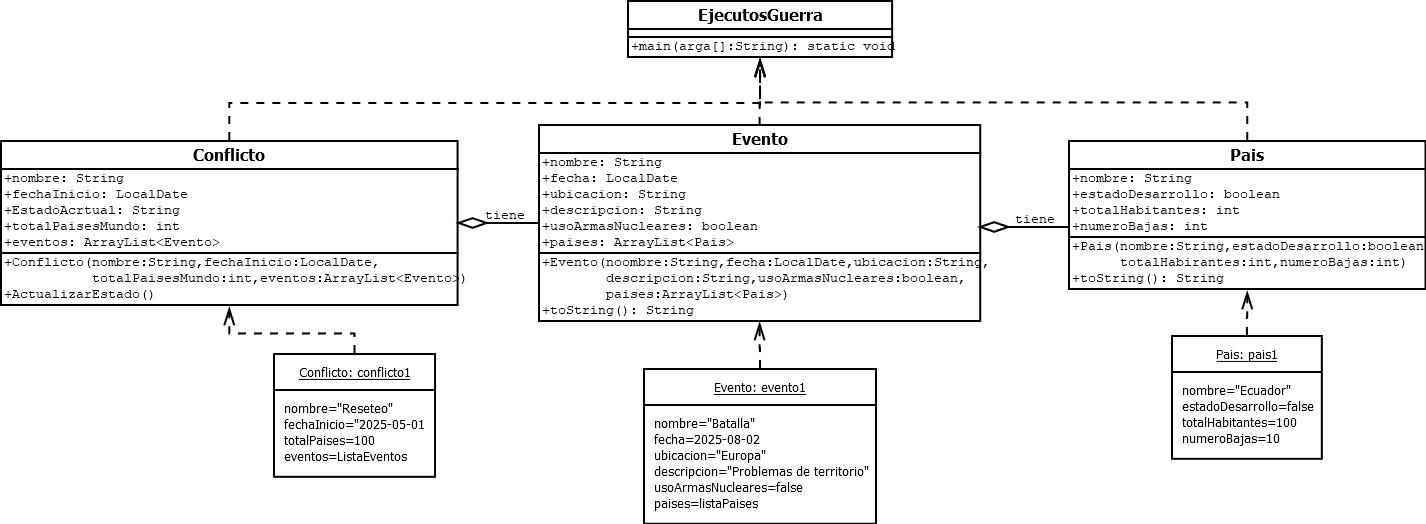 EjecutosGuerra
+main(arga[]:String): static void
Conflicto
+nombre: String
+fechaInicio: LocalDate
+EstadoAcrtual: String
+totalPaisesMundo: int
+eventos: ArrayList<Evento>
+Conflicto(nombre:String,fechaInicio:LocalDate,
totalPaisesMundo:int,eventos:ArrayList<Evento>)
+ActualizarEstado()
tiene
Evento
+nombre: String
+fecha: LocalDate
+ubicacion: String
+descripcion: String
+usoArmasNucleares: boolean
+paises: ArrayList<Pais>
+Evento(noombre:String,fecha:LocalDate,ubicacion:String,
descripcion:String,usoArmasNucleares:boolean,
paises:ArrayList<Pais>)
+toString(): String
tiene
Pais
+nombre: String
+estadoDesarrollo: boolean
+totalHabitantes: int
+numeroBajas: int
+Pais(nombre:String,estadoDesarrollo:boolean
totalHabirantes:int,numeroBajas:int)
+toString(): String
Conflicto: conflicto1
nombre="Reseteo"
fechaInicio="2025-05-01
totalPaises=100
eventos=ListaEventos
Evento: evento1
nombre="Batalla"
fecha=2025-08-02
ubicacion="Europa"
descripcion="Problemas de territorio"
usoArmasNucleares=false
paises=listaPaises
Pais: pais1
nombre="Ecuador"
estadoDesarrollo=false
totalHabitantes=100
numeroBajas=10